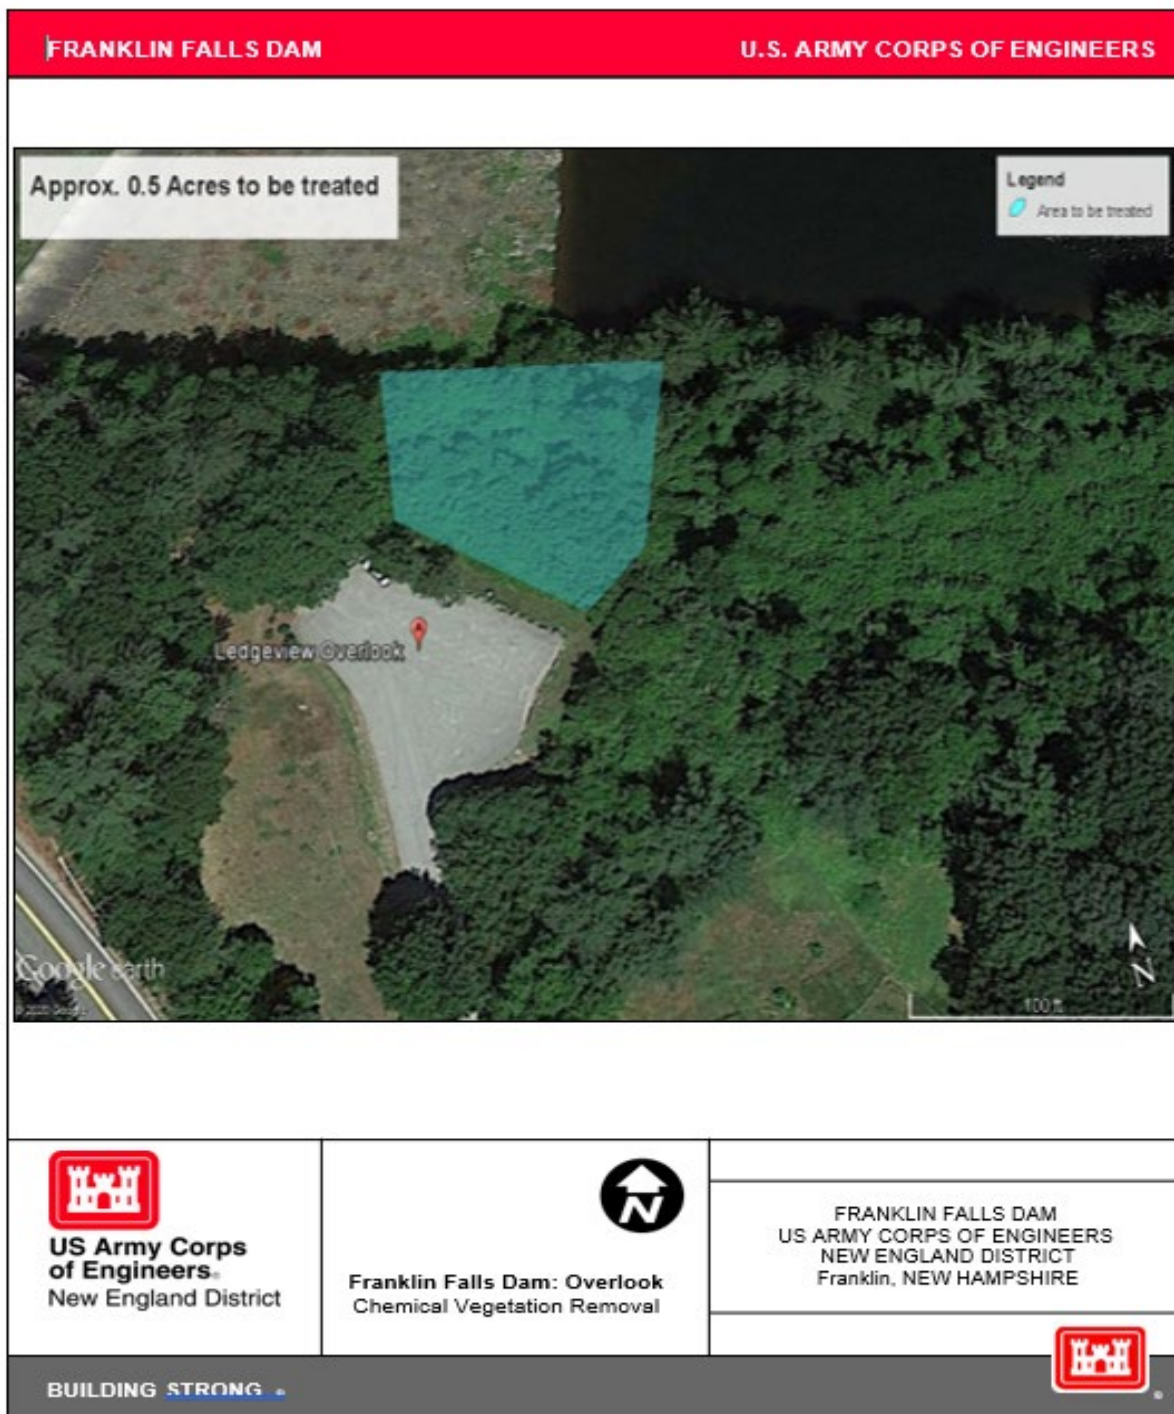 FRANKLIN FALLS DAM
U.S. ARMY CORPS OF ENGINEERS
Approx. 0.5 Acres to be treated
Legend
Area to be treated
Ledgeview Overlook
Google earth
N
100 ft
US Army Corps
of Engineers®
New England District
N
Franklin Falls Dam: Overlook
Chemical Vegetation Removal
FRANKLIN FALLS DAM
US ARMY CORPS OF ENGINEERS
NEW ENGLAND DISTRICT
Franklin, NEW HAMPSHIRE
BUILDING STRONG ®